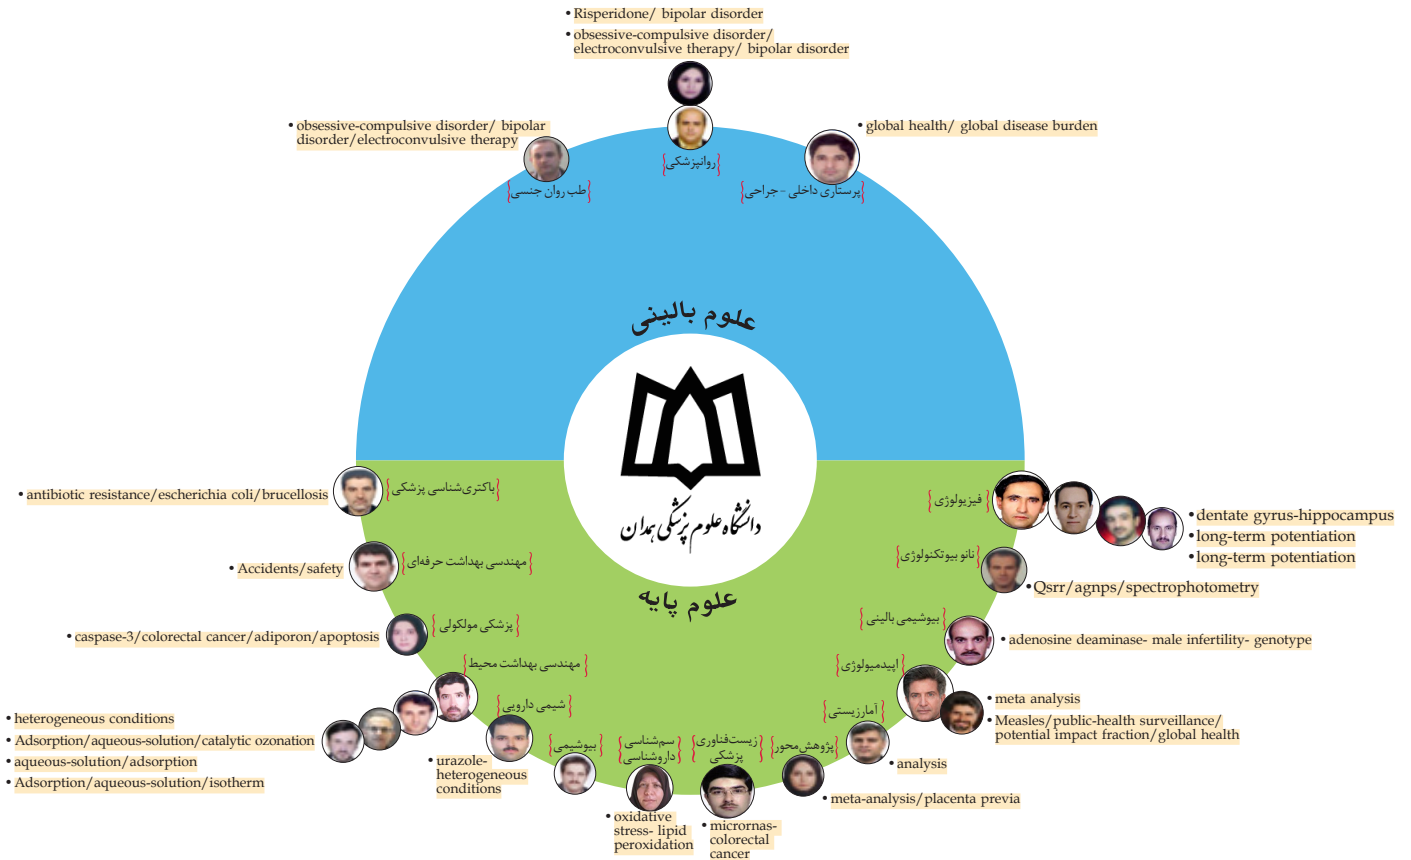 • Risperidone/ bipolar disorder
• obsessive-compulsive disorder/
electroconvulsive therapy/ bipolar disorder
• obsessive-compulsive disorder/ bipolar
disorder/electroconvulsive therapy
• global health/ global disease burden
{روانپزشکی}
{طب روان جنسی}
{پرستاری داخلی - جراحی}
علوم بالینی
دانشگاه علوم پزشکی همدان
علوم پایه
{باکتری‌شناسی پزشکی}
• antibiotic resistance/escherichia coli/brucellosis
{مهندسی بهداشت حرفه‌ای}
• Accidents/safety
{پزشکی مولکولی}
• caspase-3/colorectal cancer/adiporon/apoptosis
{مهندسی بهداشت محیط}
• heterogeneous conditions
• Adsorption/aqueous-solution/catalytic ozonation
• aqueous-solution/adsorption
• Adsorption/aqueous-solution/isotherm
{شیمی دارویی}
• urazole-
heterogeneous
conditions
{بیوشیمی}
{سم‌شناسی
داروشناسی}
• oxidative
stress- lipid
peroxidation
{زیست‌فناوری
پزشکی}
• micrornas-
colorectal
cancer
{پژوهش‌محور}
• meta-analysis/placenta previa
{آمارزیستی}
• analysis
{اپیدمیولوژی}
• meta analysis
• Measles/public-health surveillance/
potential impact fraction/global health
{بیوشیمی بالینی}
• adenosine deaminase- male infertility- genotype
{نانو بیوتکنولوژی}
• Qsrr/agnps/spectrophotometry
{فیزیولوژی}
• dentate gyrus-hippocampus
• long-term potentiation
• long-term potentiation